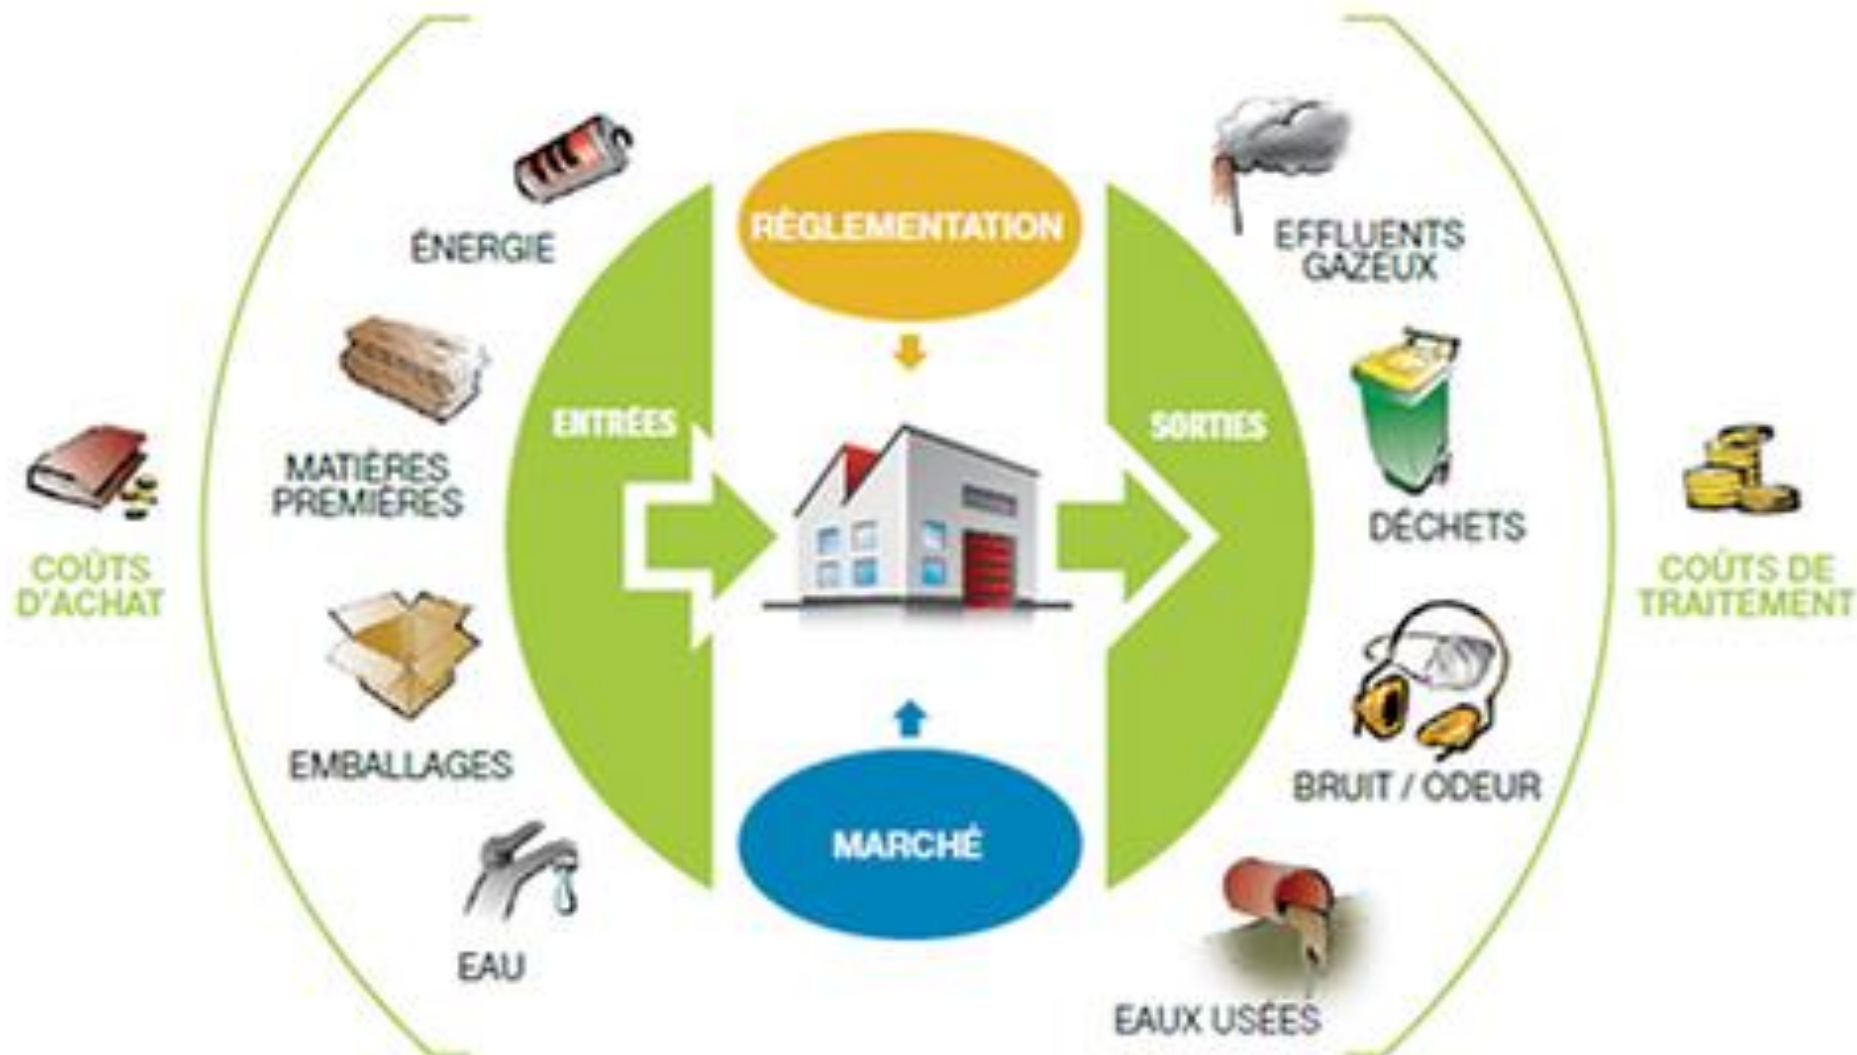 RÉGLEMENTATION
ÉNERGIE
EFFLUENTS
GAZEUX
ENTRÉES
SORTIES
MATIÈRES
PREMIÈRES
DÉCHETS
COÛTS
D'ACHAT
COÛTS DE
TRAITEMENT
EMBALLAGES
BRUIT / ODEUR
MARCHÉ
EAU
EAUX USÉES